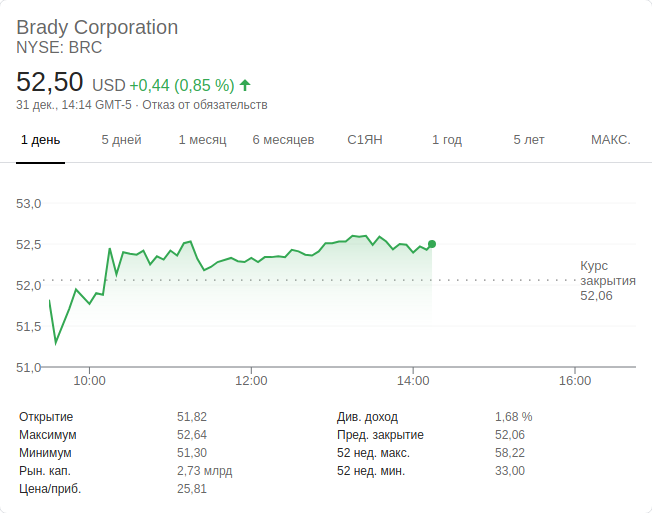 Brady Corporation
NYSE: BRC
52,50 USD +0,44 (0,85 %)
31 дек., 14:14 GMT-5 · Отказ от обязательств
1 день 5 дней 1 месяц 6 месяцев С1ЯН 1 год 5 лет МАКС.
53,0
52,5
52,0
51,5
51,0
Курс
закрытия
52,06
10:00 12:00 14:00 16:00
Открытие 51,82 Див. доход 1,68 %
Максимум 52,64 Пред. закрытие 52,06
Минимум 51,30 52 нед. макс. 58,22
Рын. кап. 2,73 млрд 52 нед. мин. 33,00
Цена/приб. 25,81